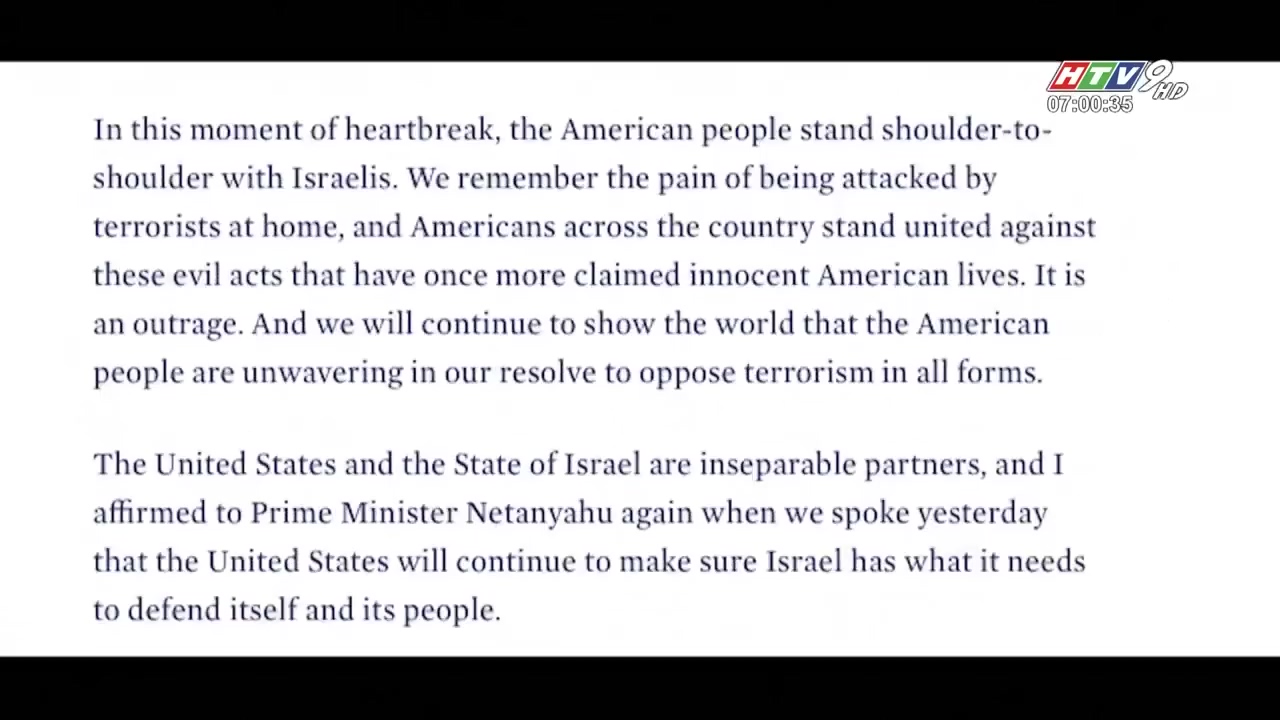 HTV9HD
07:00:35
In this moment of heartbreak, the American people stand shoulder-to-
shoulder with Israelis. We remember the pain of being attacked by
terrorists at home, and Americans across the country stand united against
these evil acts that have once more claimed innocent American lives. It is
an outrage. And we will continue to show the world that the American
people are unwavering in our resolve to oppose terrorism in all forms.
The United States and the State of Israel are inseparable partners, and I
affirmed to Prime Minister Netanyahu again when we spoke yesterday
that the United States will continue to make sure Israel has what it needs
to defend itself and its people.